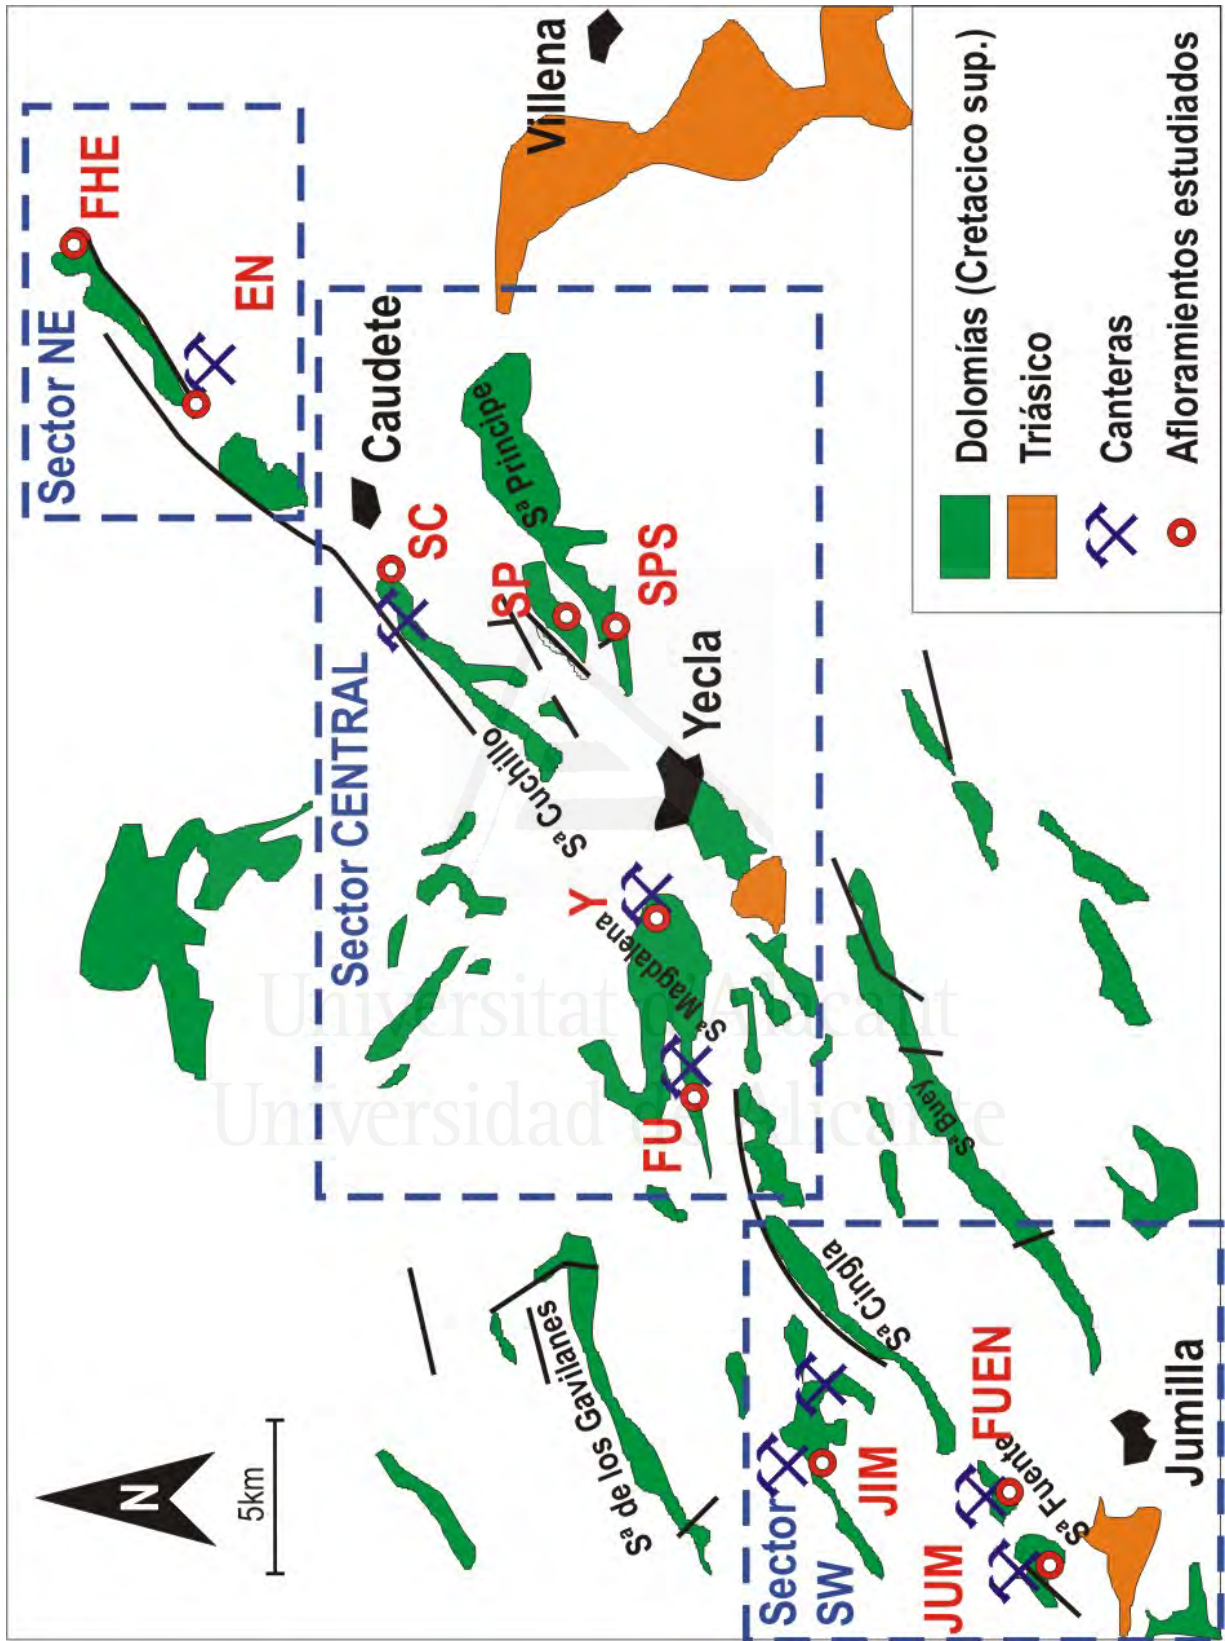 Sector NE
FHE
EN
Villena
Caudete
Sector CENTRAL
SC
Sª Principe
SP
SPS
Sª Cuchillo
Yecla
Y
Sª Magdalena
FU
Sª Buey
Sª Cingla
Sª de los Gavilanes
N
5km
Sector
SW
JIM
FUEN
Sª Fuente
JUM
Jumilla
Dolomías (Cretacico sup.)
Triásico
Canteras
Afloramientos estudiados
Universitat d'Alacant
Universidad de Alicante